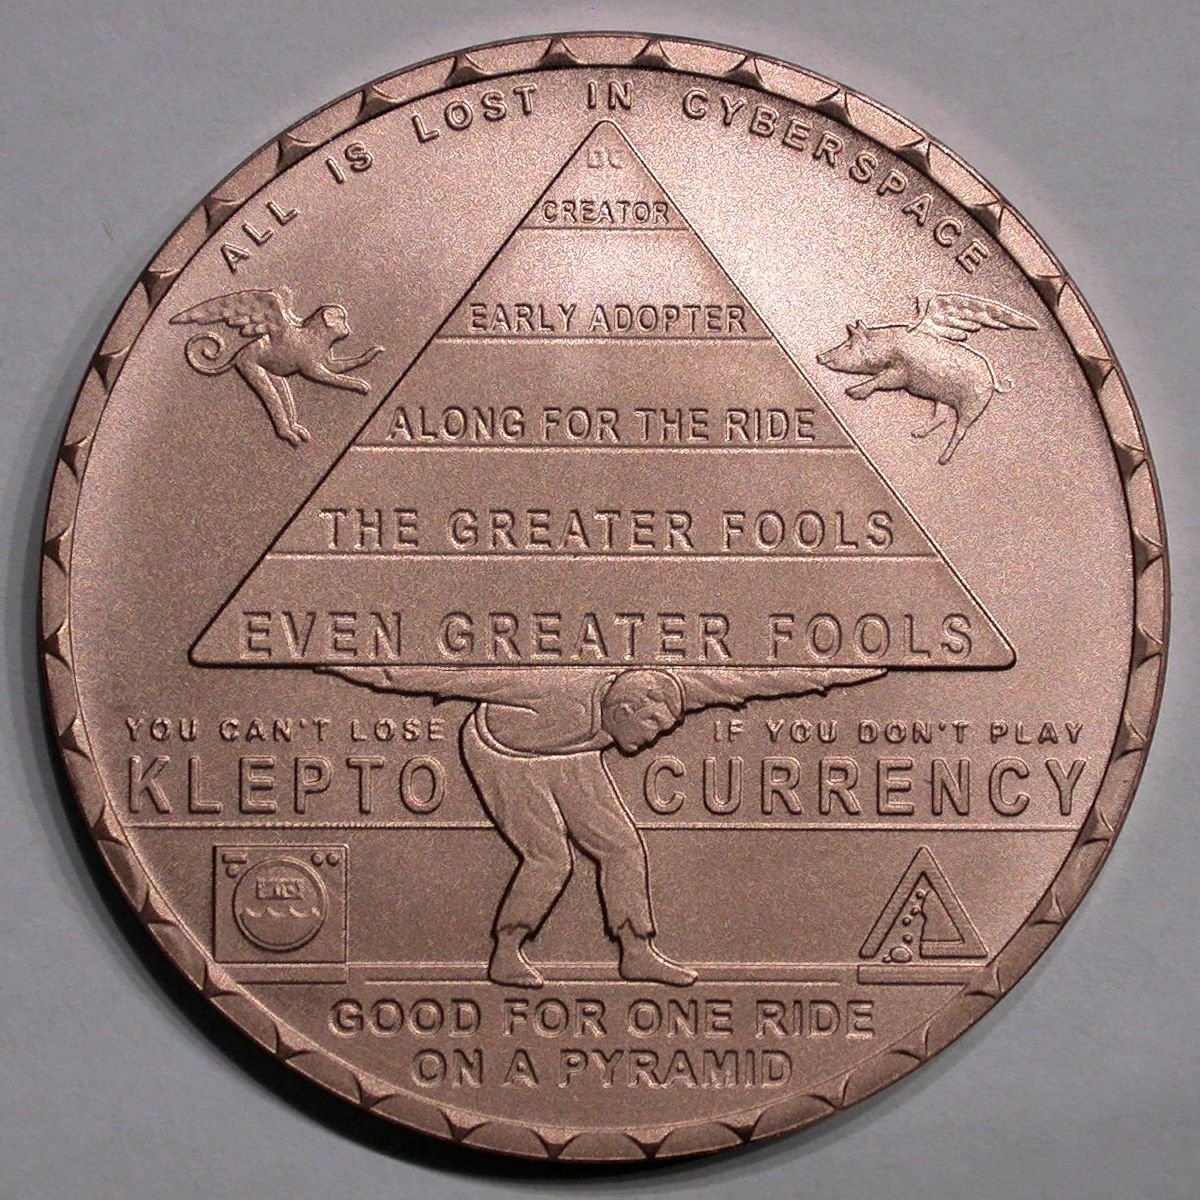 ALL IS LOST IN CYBERSPACE
CREATOR
EARLY ADOPTER
ALONG FOR THE RIDE
THE GREATER FOOLS
EVEN GREATER FOOLS
YOU CAN'T LOSE IF YOU DON'T PLAY
KLEPTO CURRENCY
GOOD FOR ONE RIDE
ON A PYRAMID